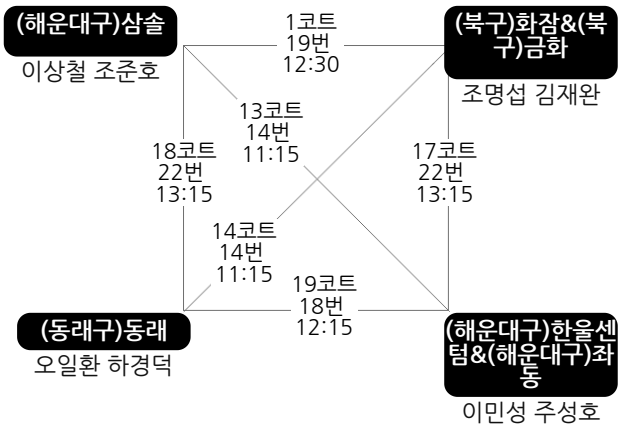 (해운대구)삼솔
이상철 조준호
1코트
19번
12:30
(북구)화잠&(북
구)금화
조명섭 김재완
13코트
14번
11:15
18코트
22번
13:15
17코트
22번
13:15
14코트
14번
11:15
19코트
18번
12:15
(동래구)동래
오일환 하경덕
(해운대구)한울센
텀&(해운대구)좌
동
이민성 주성호